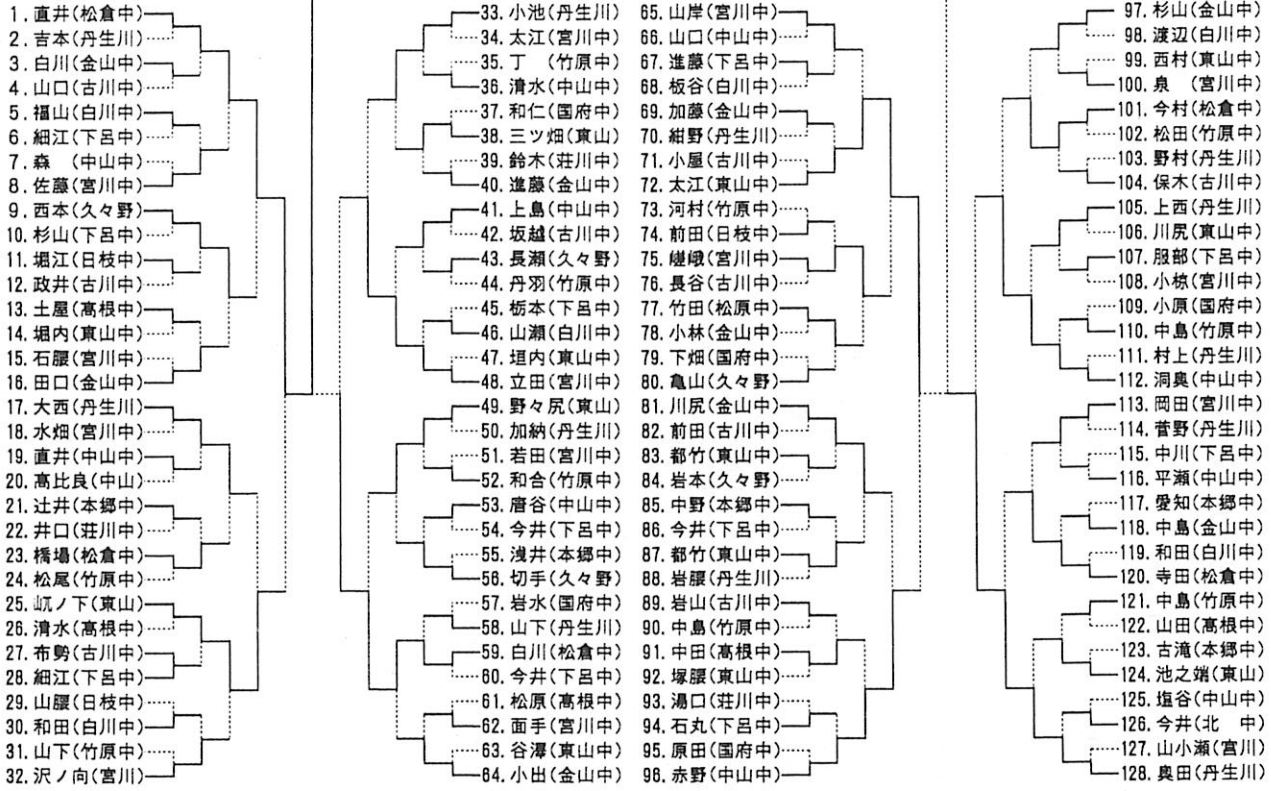 1. 直井(松倉中)
2. 吉本(丹生川)
3. 白川(金山中)
4. 山口(古川中)
5. 福山(白川中)
6. 細江(下呂中)
7. 森　(中山中)
8. 佐藤(宮川中)
9. 西本(久々野)
10. 杉山(下呂中)
11. 堀江(日枝中)
12. 政井(古川中)
13. 土屋(高根中)
14. 堀内(東山中)
15. 石腰(宮川中)
16. 田口(金山中)
17. 大西(丹生川)
18. 水畑(宮川中)
19. 直井(中山中)
20. 高比良(中山)
21. 辻井(本郷中)
22. 井口(荘川中)
23. 橋場(松倉中)
24. 松尾(竹原中)
25. 屼ノ下(東山)
26. 清水(高根中)
27. 布勢(古川中)
28. 細江(下呂中)
29. 山腰(日枝中)
30. 和田(白川中)
31. 山下(竹原中)
32. 沢ノ向(宮川)
33. 小池(丹生川)
34. 太江(宮川中)
35. 丁　(竹原中)
36. 清水(中山中)
37. 和仁(国府中)
38. 三ツ畑(東山)
39. 鈴木(荘川中)
40. 進藤(金山中)
41. 上島(中山中)
42. 坂越(古川中)
43. 長瀬(久々野)
44. 丹羽(竹原中)
45. 栃本(下呂中)
46. 山瀬(白川中)
47. 垣内(東山中)
48. 立田(宮川中)
49. 野々尻(東山)
50. 加納(丹生川)
51. 若田(宮川中)
52. 和合(竹原中)
53. 唐谷(中山中)
54. 今井(下呂中)
55. 浅井(本郷中)
56. 切手(久々野)
57. 岩水(国府中)
58. 山下(丹生川)
59. 白川(松倉中)
60. 今井(下呂中)
61. 松原(高根中)
62. 面手(宮川中)
63. 谷澤(東山中)
64. 小出(金山中)
65. 山岸(宮川中)
66. 山口(中山中)
67. 進藤(下呂中)
68. 板谷(白川中)
69. 加藤(金山中)
70. 紺野(丹生川)
71. 小屋(古川中)
72. 太江(東山中)
73. 河村(竹原中)
74. 前田(日枝中)
75. 嵯峨(宮川中)
76. 長谷(古川中)
77. 竹田(松原中)
78. 小林(金山中)
79. 下畑(国府中)
80. 亀山(久々野)
81. 川尻(金山中)
82. 前田(古川中)
83. 都竹(東山中)
84. 岩本(久々野)
85. 中野(本郷中)
86. 今井(下呂中)
87. 都竹(東山中)
88. 岩腰(丹生川)
89. 岩山(古川中)
90. 中島(竹原中)
91. 中田(高根中)
92. 塚腰(東山中)
93. 湯口(荘川中)
94. 石丸(下呂中)
95. 原田(国府中)
96. 赤野(中山中)
97. 杉山(金山中)
98. 渡辺(白川中)
99. 西村(東山中)
100. 泉　(宮川中)
101. 今村(松倉中)
102. 松田(竹原中)
103. 野村(丹生川)
104. 保木(古川中)
105. 上西(丹生川)
106. 川尻(東山中)
107. 服部(下呂中)
108. 小椋(宮川中)
109. 小原(国府中)
110. 中島(竹原中)
111. 村上(丹生川)
112. 洞奥(中山中)
113. 岡田(宮川中)
114. 菅野(丹生川)
115. 中川(下呂中)
116. 平瀬(中山中)
117. 愛知(本郷中)
118. 中島(金山中)
119. 和田(白川中)
120. 寺田(松倉中)
121. 中島(竹原中)
122. 山田(高根中)
123. 古滝(本郷中)
124. 池之端(東山)
125. 塩谷(中山中)
126. 今井(北　中)
127. 山小瀬(宮川)
128. 奥田(丹生川)